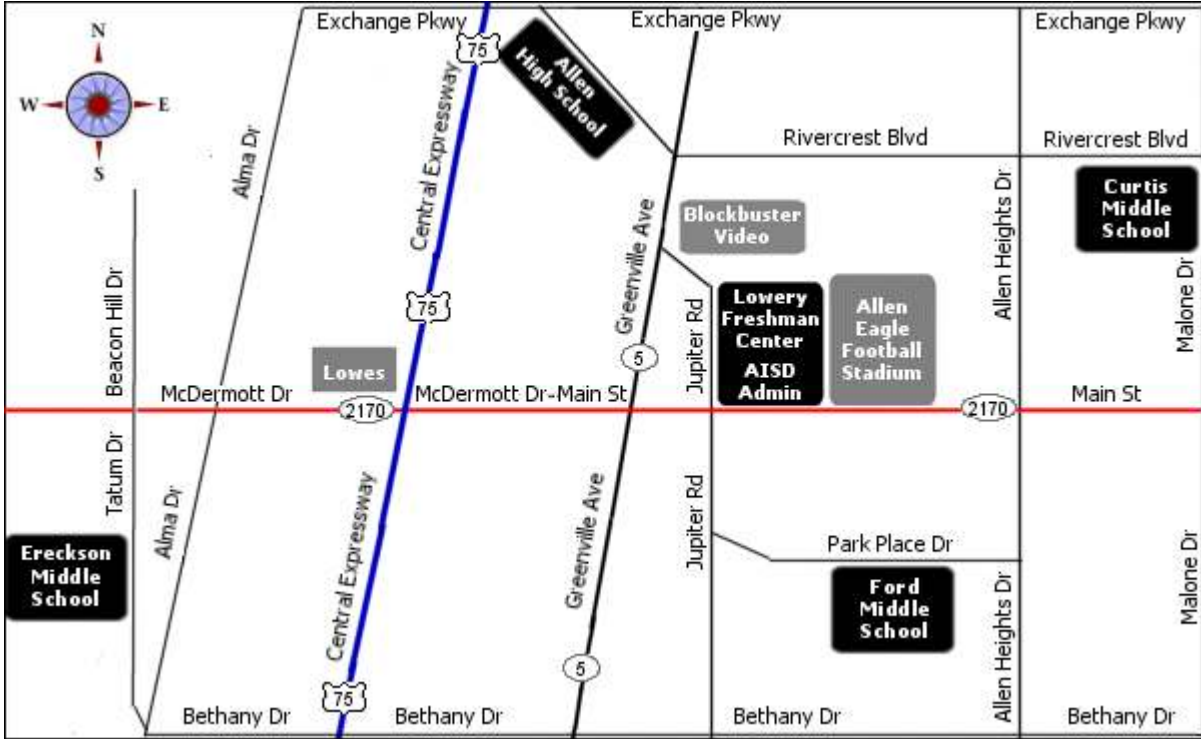 Exchange Pkwy
Exchange Pkwy
Exchange Pkwy
N
W
E
S
75
Allen
High School
Central Expressway
Alma Dr
Rivercrest Blvd
Rivercrest Blvd
Curtis
Middle
School
Blockbuster
Video
Greenville Ave
Allen Heights Dr
Malone Dr
Beacon Hill Dr
75
Lowery
Freshman
Center
AISD
Admin
Allen
Eagle
Football
Stadium
Jupiter Rd
5
Lowes
McDermott Dr
2170
McDermott Dr-Main St
2170
Main St
Tatum Dr
Alma Dr
Central Expressway
Greenville Ave
Jupiter Rd
Park Place Dr
Ereckson
Middle
School
Ford
Middle
School
Allen Heights Dr
Malone Dr
5
75
Bethany Dr
Bethany Dr
Bethany Dr
Bethany Dr